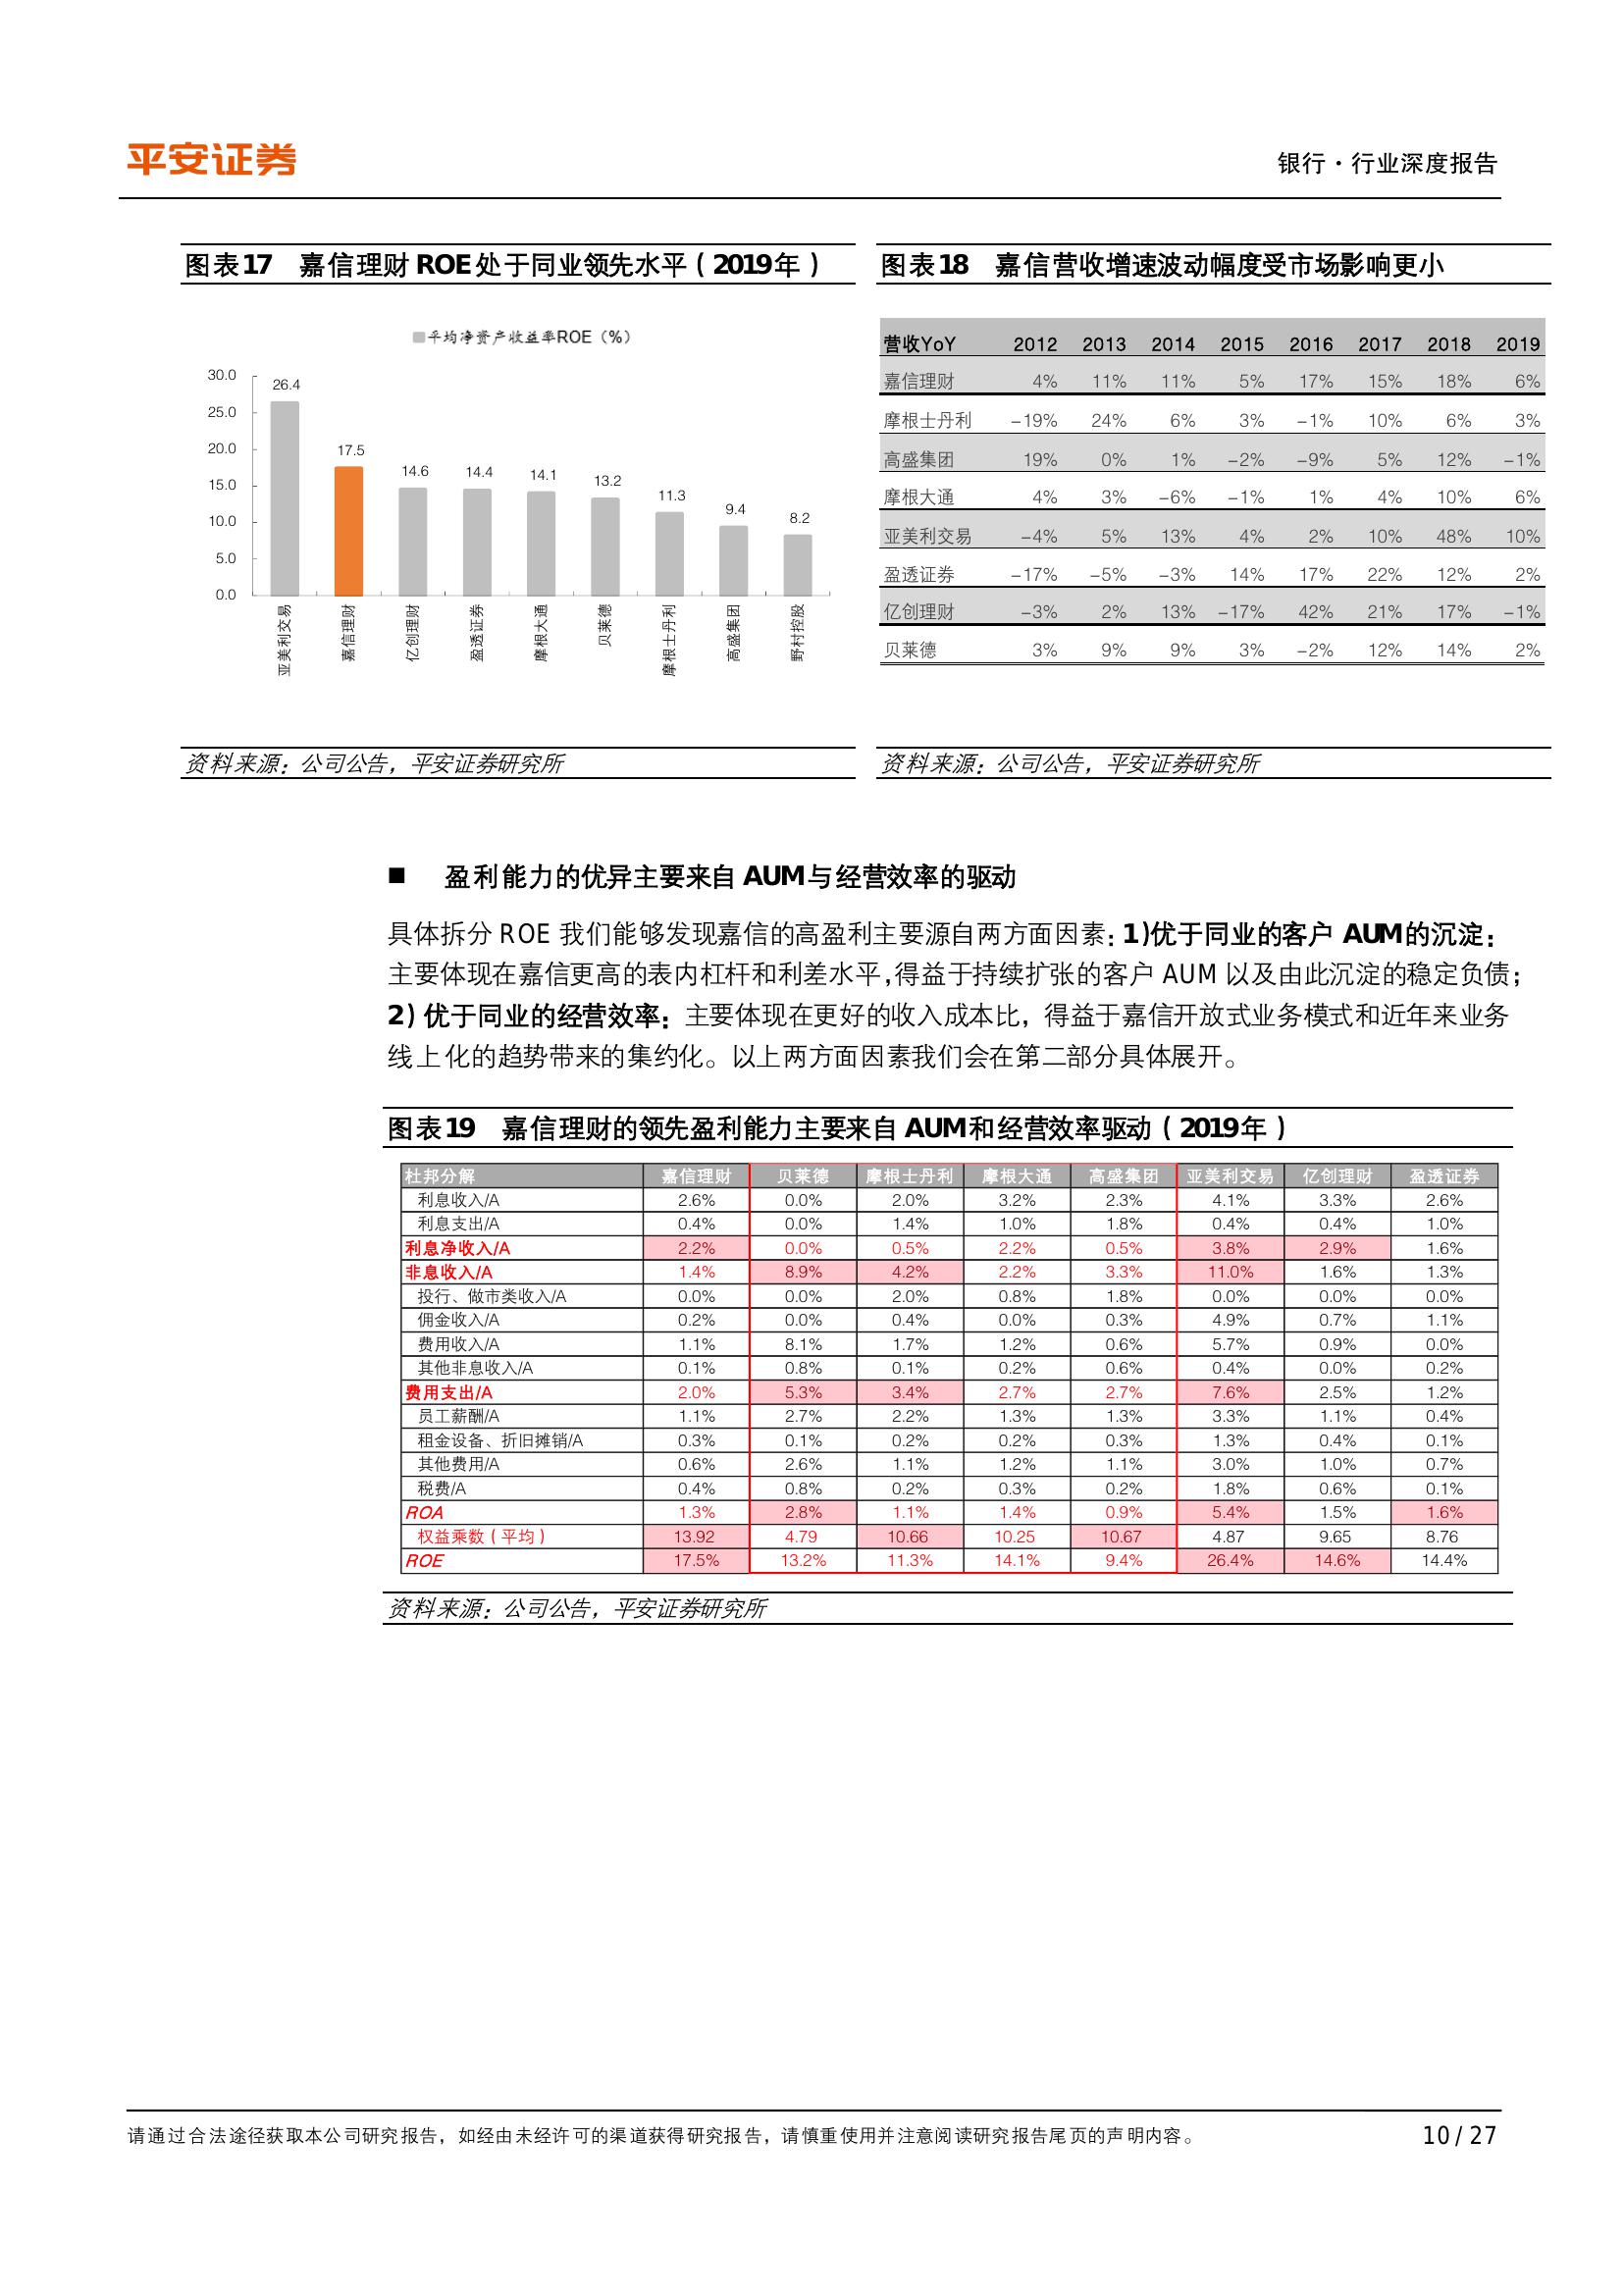 平安证券
银行·行业深度报告
图表17 嘉信理财 ROE 处于同业领先水平（2019年）
平均净资产收益率ROE（%）
30.0
25.0
20.0
15.0
10.0
5.0
0.0
26.4
17.5
14.6
14.4
14.1
13.2
11.3
9.4
8.2
亚美利交易
嘉信理财
亿创理财
盈透证券
摩根大通
贝莱德
摩根士丹利
高盛集团
野村控股
资料来源：公司公告，平安证券研究所
图表18 嘉信营收增速波动幅度受市场影响更小
营收YoY 2012 2013 2014 2015 2016 2017 2018 2019
嘉信理财 4% 11% 11% 5% 17% 15% 18% 6%
摩根士丹利 -19% 24% 6% 3% -1% 10% 6% 3%
高盛集团 19% 0% 1% -2% -9% 5% 12% -1%
摩根大通 4% 3% -6% -1% 1% 4% 10% 6%
亚美利交易 -4% 5% 13% 4% 2% 10% 48% 10%
盈透证券 -17% -5% -3% 14% 17% 22% 12% 2%
亿创理财 -3% 2% 13% -17% 42% 21% 17% -1%
贝莱德 3% 9% 9% 3% -2% 12% 14% 2%
资料来源：公司公告，平安证券研究所
■ 盈利能力的优异主要来自 AUM 与经营效率的驱动
具体拆分 ROE 我们能够发现嘉信的高盈利主要源自两方面因素：1)优于同业的客户 AUM 的沉淀：
主要体现在嘉信更高的表内杠杆和利差水平，得益于持续扩张的客户 AUM 以及由此沉淀的稳定负债；
2) 优于同业的经营效率：主要体现在更好的收入成本比，得益于嘉信开放式业务模式和近年来业务
线上化的趋势带来的集约化。以上两方面因素我们会在第二部分具体展开。
图表19 嘉信理财的领先盈利能力主要来自 AUM 和经营效率驱动（2019年）
杜邦分解 嘉信理财 贝莱德 摩根士丹利 摩根大通 高盛集团 亚美利交易 亿创理财 盈透证券
利息收入/A 2.6% 0.0% 2.0% 3.2% 2.3% 4.1% 3.3% 2.6%
利息支出/A 0.4% 0.0% 1.4% 1.0% 1.8% 0.4% 0.4% 1.0%
利息净收入/A 2.2% 0.0% 0.5% 2.2% 0.5% 3.8% 2.9% 1.6%
非息收入/A 1.4% 8.9% 4.2% 2.2% 3.3% 11.0% 1.6% 1.3%
投行、做市类收入/A 0.0% 0.0% 2.0% 0.8% 1.8% 0.0% 0.0% 0.0%
佣金收入/A 0.2% 0.0% 0.4% 0.0% 0.3% 4.9% 0.7% 1.1%
费用收入/A 1.1% 8.1% 1.7% 1.2% 0.6% 5.7% 0.9% 0.0%
其他非息收入/A 0.1% 0.8% 0.1% 0.2% 0.6% 0.4% 0.0% 0.2%
费用支出/A 2.0% 5.3% 3.4% 2.7% 2.7% 7.6% 2.5% 1.2%
员工薪酬/A 1.1% 2.7% 2.2% 1.3% 1.3% 3.3% 1.1% 0.4%
租金设备、折旧摊销/A 0.3% 0.1% 0.2% 0.2% 0.3% 1.3% 0.4% 0.1%
其他费用/A 0.6% 2.6% 1.1% 1.2% 1.1% 3.0% 1.0% 0.7%
税费/A 0.4% 0.8% 0.2% 0.3% 0.2% 1.8% 0.6% 0.1%
ROA 1.3% 2.8% 1.1% 1.4% 0.9% 5.4% 1.5% 1.6%
权益乘数（平均） 13.92 4.79 10.66 10.25 10.67 4.87 9.65 8.76
ROE 17.5% 13.2% 11.3% 14.1% 9.4% 26.4% 14.6% 14.4%
资料来源：公司公告，平安证券研究所
请通过合法途径获取本公司研究报告，如经由未经许可的渠道获得研究报告，请慎重使用并注意阅读研究报告尾页的声明内容。
10 / 27